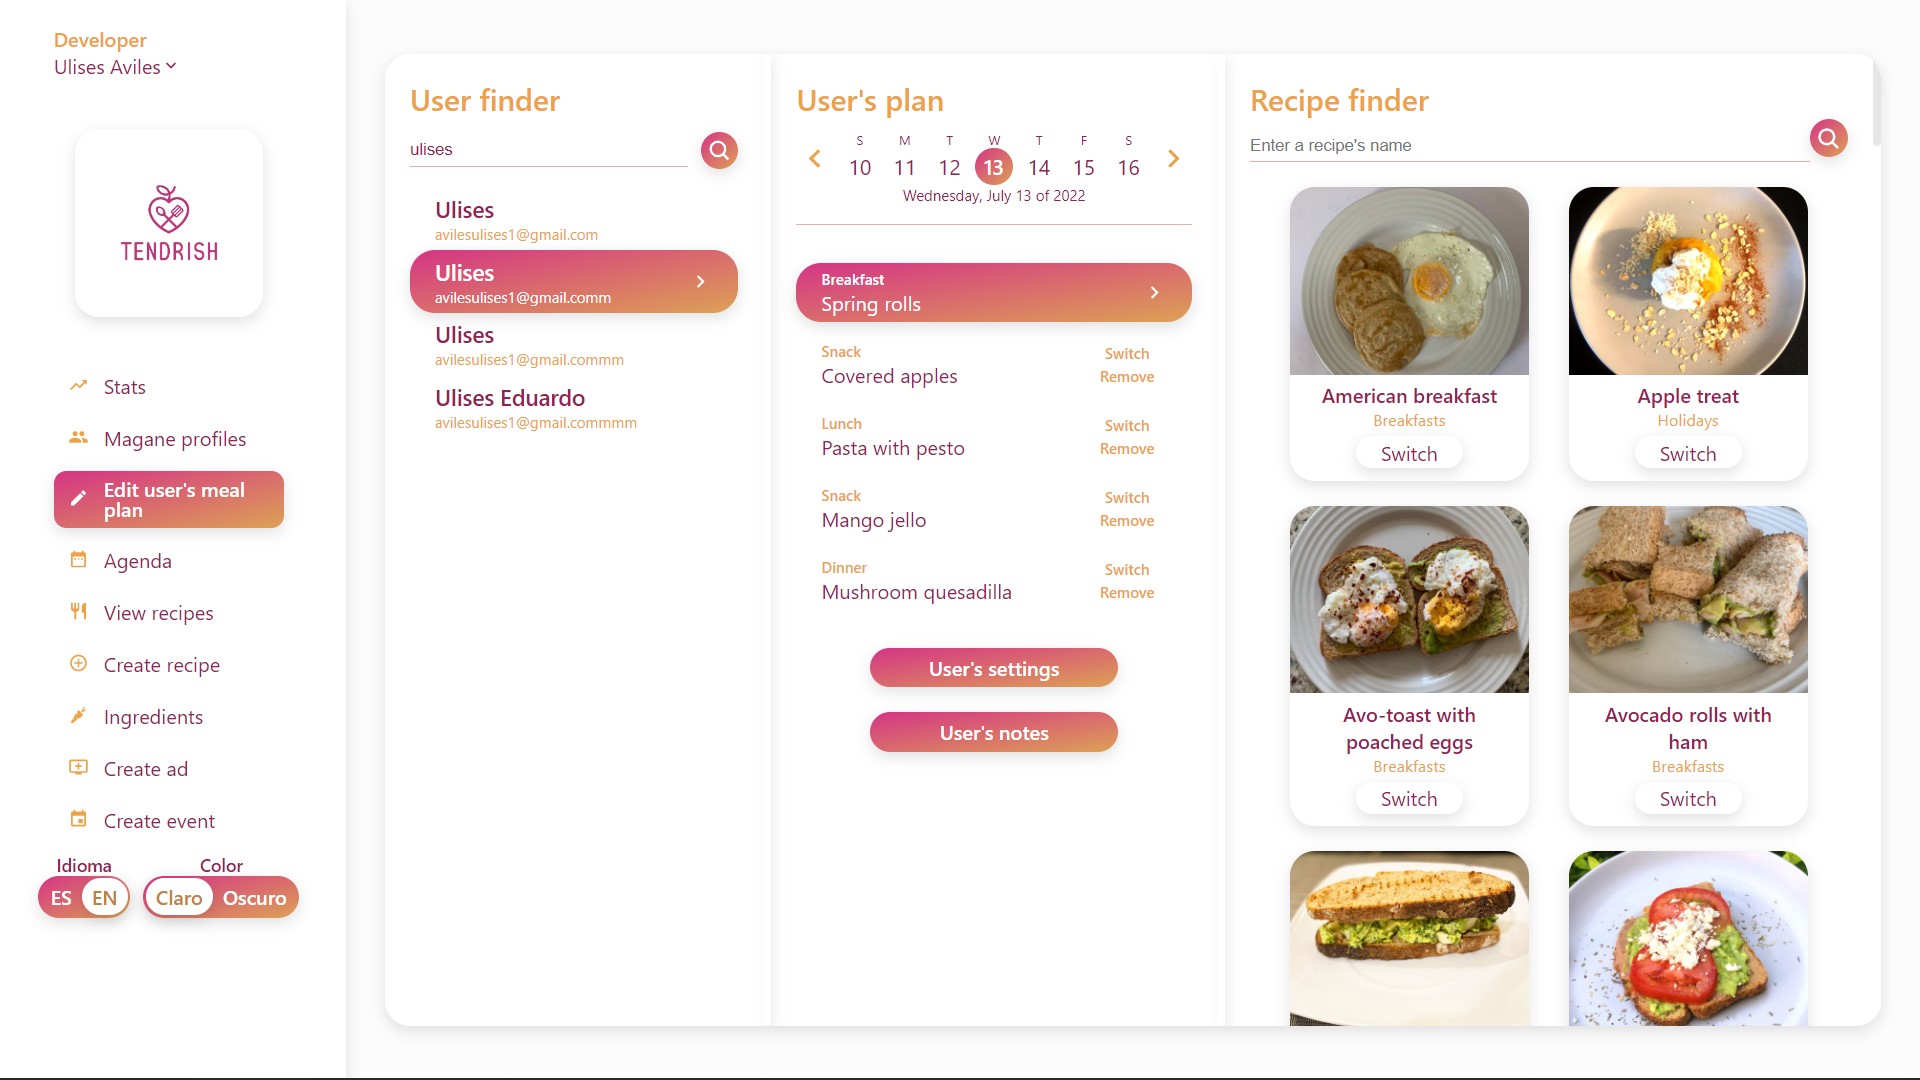 Developer
Ulises Aviles
TENDRISH
Stats
Magane profiles
Edit user's meal
plan
Agenda
View recipes
Create recipe
Ingredients
Create ad
Create event
Idioma
ES EN
Color
Claro Oscuro
User finder
ulises
Ulises
avilesulises1@gmail.com
Ulises
avilesulises1@gmail.comm
Ulises
avilesulises1@gmail.commm
Ulises Eduardo
avilesulises1@gmail.commmm
User's plan
S M T W T F S
10 11 12 13 14 15 16
Wednesday, July 13 of 2022
Breakfast
Spring rolls
Snack
Covered apples
Switch
Remove
Lunch
Pasta with pesto
Switch
Remove
Snack
Mango jello
Switch
Remove
Dinner
Mushroom quesadilla
Switch
Remove
User's settings
User's notes
Recipe finder
Enter a recipe's name
American breakfast
Breakfasts
Switch
Apple treat
Holidays
Switch
Avo-toast with
poached eggs
Breakfasts
Switch
Avocado rolls with
ham
Breakfasts
Switch